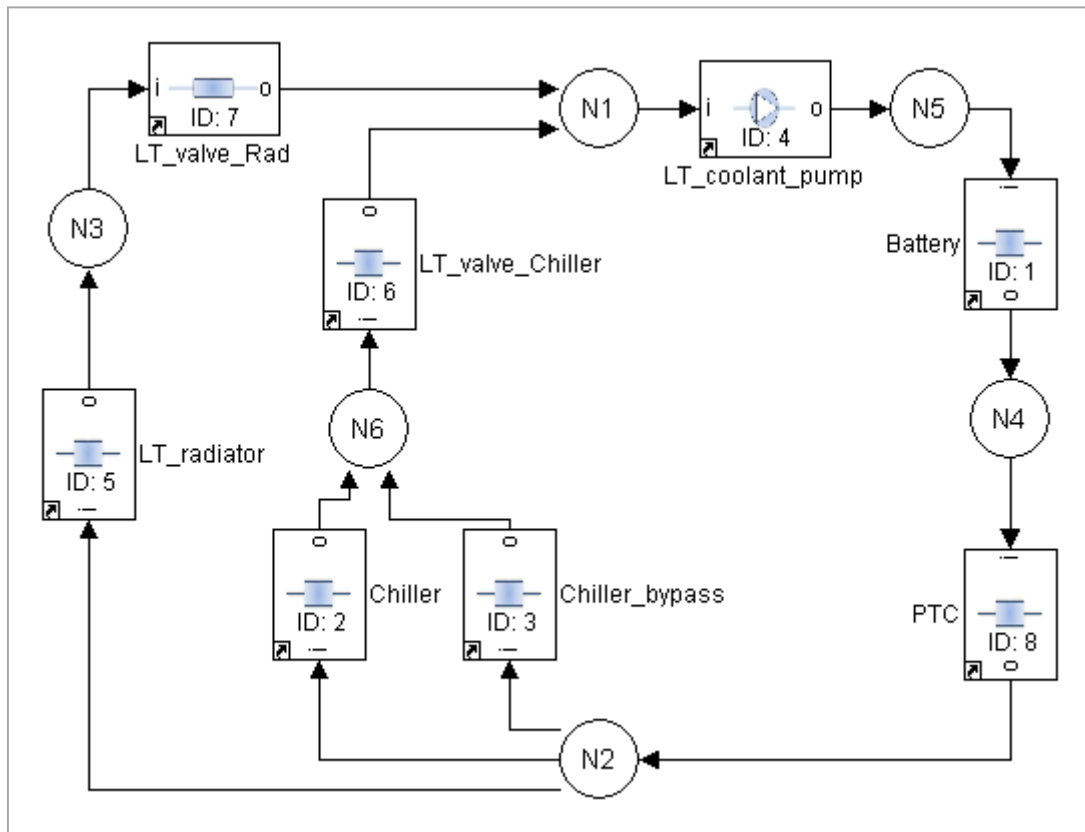 i o
ID: 7
LT_valve_Rad
N1
i o
ID: 4
LT_coolant_pump
N5
N3
o
ID: 6
i
LT_valve_Chiller
Battery
i
ID: 1
o
N6
N4
o
ID: 5
i
LT_radiator
o
ID: 2
i
Chiller
o
ID: 3
i
Chiller_bypass
PTC
i
ID: 8
o
N2